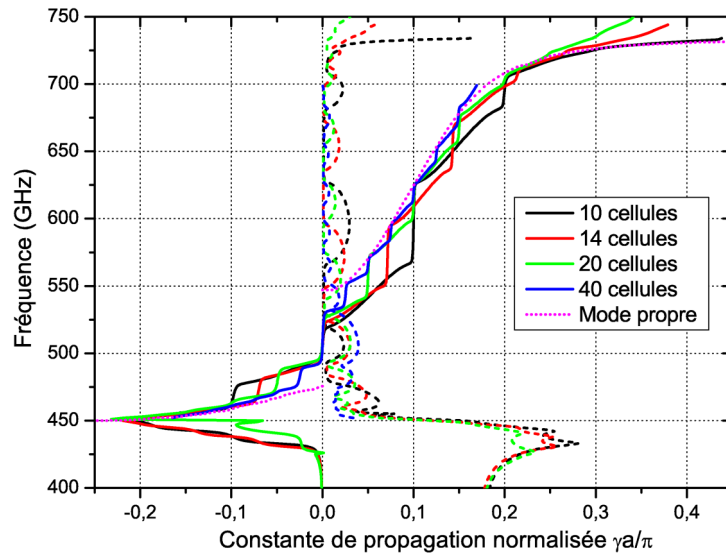 750
700
650
600
550
500
450
400
Fréquence (GHz)
10 cellules
14 cellules
20 cellules
40 cellules
Mode propre
-0,2 -0,1 0,0 0,1 0,2 0,3 0,4
Constante de propagation normalisée γa/π